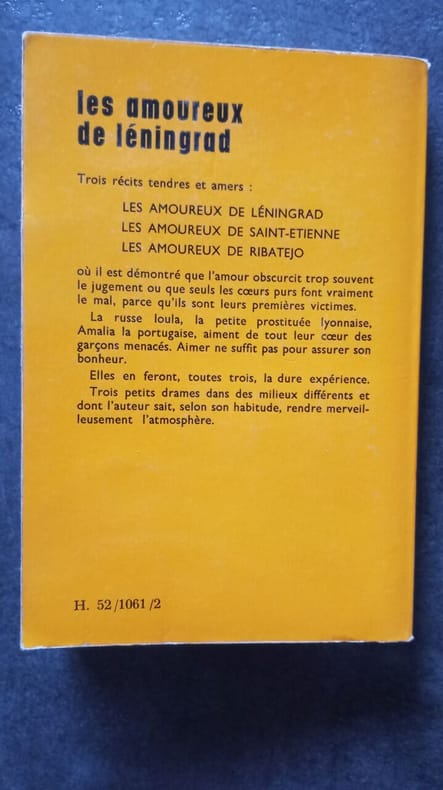 les amoureux
de léningrad
Trois récits tendres et amers :
LES AMOUREUX DE LÉNINGRAD
LES AMOUREUX DE SAINT-ETIENNE
LES AMOUREUX DE RIBATEJO
où il est démontré que l'amour obscurcit trop souvent
le jugement ou que seuls les cœurs purs font vraiment
le mal, parce qu'ils sont leurs premières victimes.
La russe Ioula, la petite prostituée lyonnaise,
Amalia la portugaise, aiment de tout leur cœur des
garçons menacés. Aimer ne suffit pas pour assurer son
bonheur.
Elles en feront, toutes trois, la dure expérience.
Trois petits drames dans des milieux différents et
dont l'auteur sait, selon son habitude, rendre merveil-
leusement l'atmosphère.
H. 52/1061/2